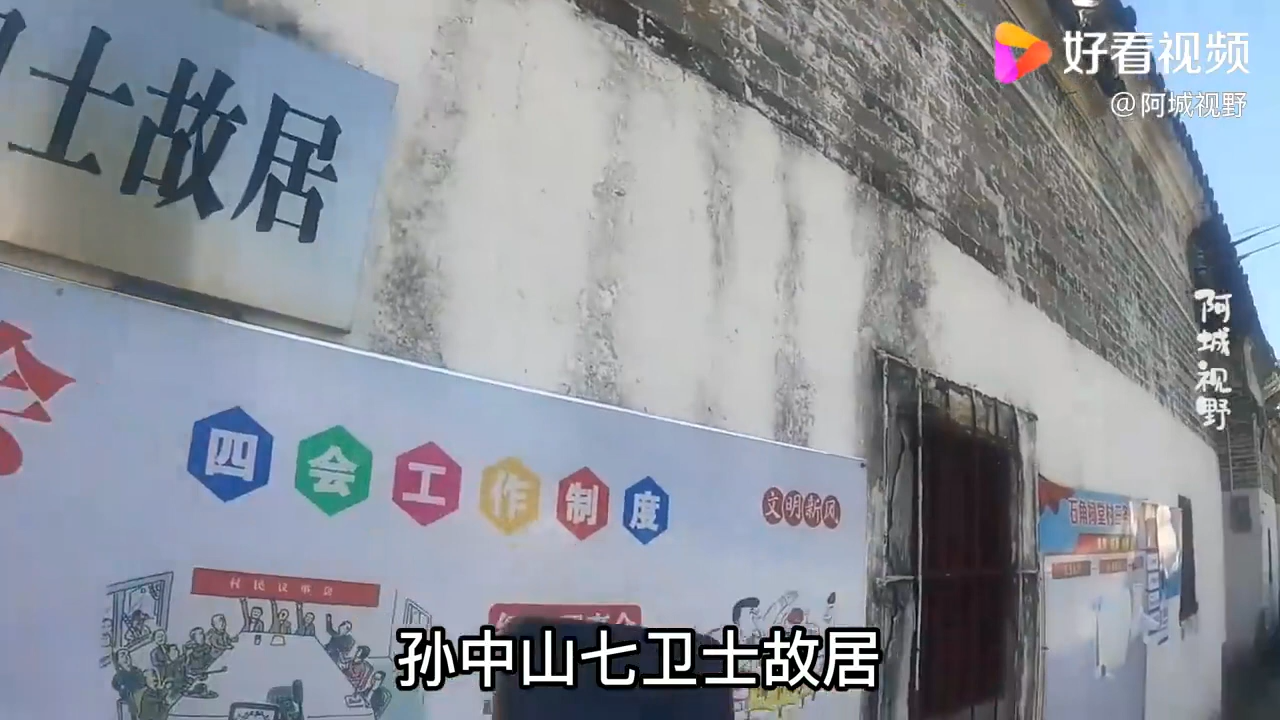 好看视频
@阿城视野
士故居
阿城视野
四会工作制度
文明新风
村民议事会
孙中山七卫士故居